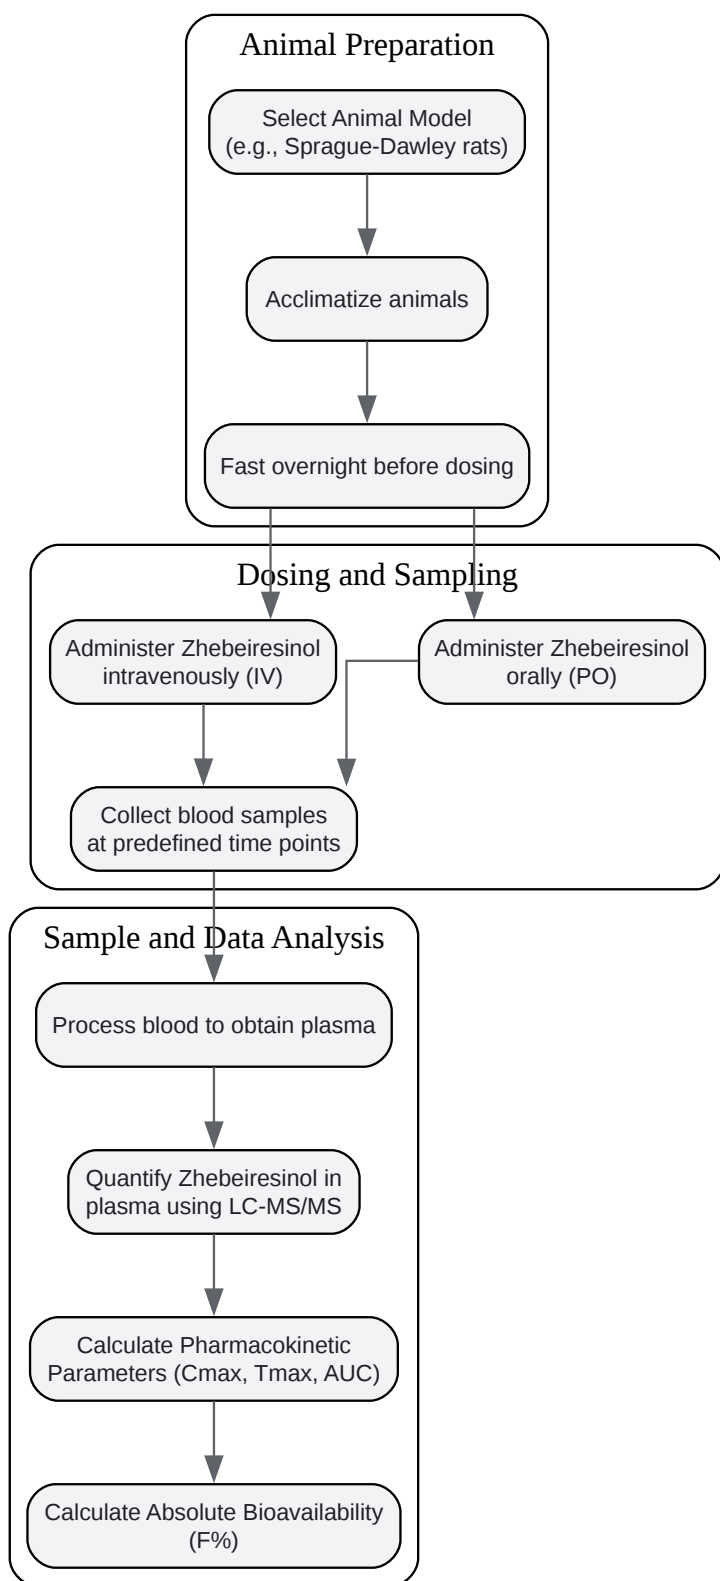 Animal Preparation
Select Animal Model
(e.g., Sprague-Dawley rats)
Acclimatize animals
Fast overnight before dosing
Dosing and Sampling
Administer Zhebeiresinol
intravenously (IV)
Administer Zhebeiresinol
orally (PO)
Collect blood samples
at predefined time points
Sample and Data Analysis
Process blood to obtain plasma
Quantify Zhebeiresinol in
plasma using LC-MS/MS
Calculate Pharmacokinetic
Parameters (Cmax, Tmax, AUC)
Calculate Absolute Bioavailability
(F%)